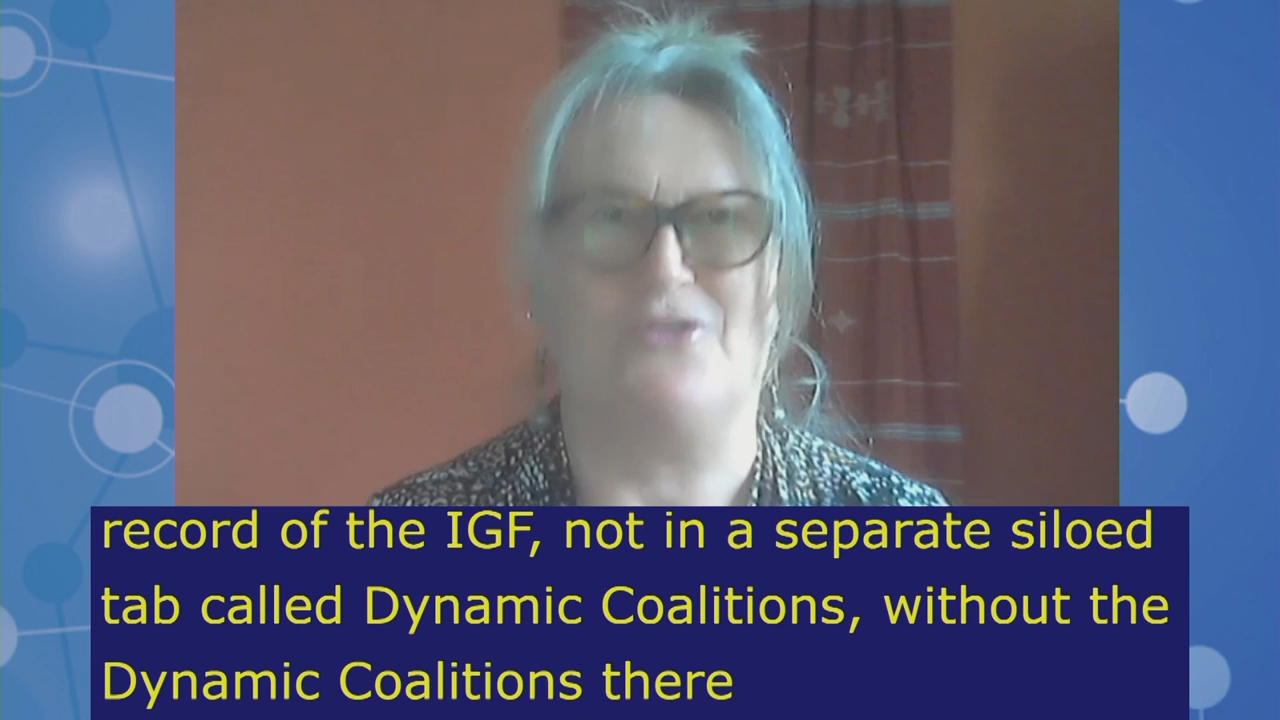 record of the IGF, not in a separate siloed
tab called Dynamic Coalitions, without the
Dynamic Coalitions there